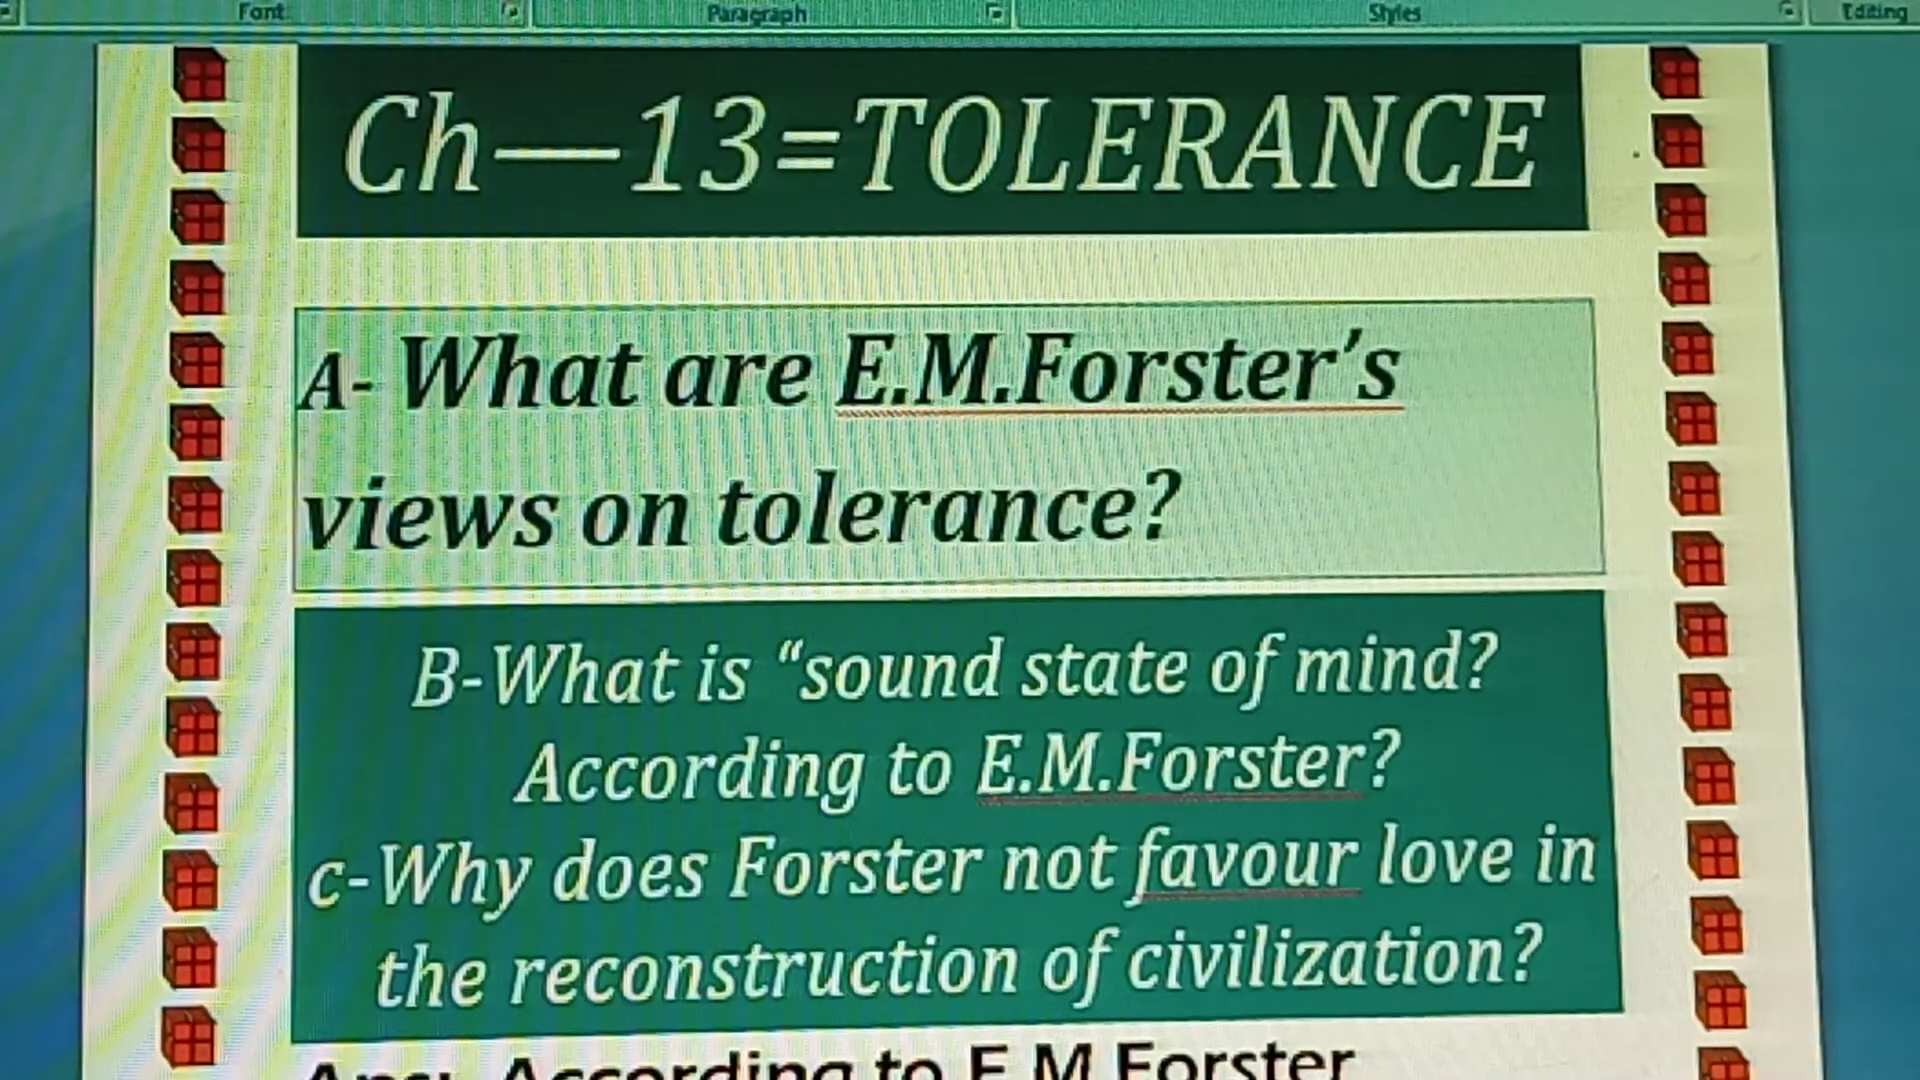 Font Paragraph Styles Editing
Ch—13=TOLERANCE
A- What are E.M.Forster's
views on tolerance?
B-What is “sound state of mind?
According to E.M.Forster?
c-Why does Forster not favour love in
the reconstruction of civilization?
Ans:- According to E.M.Forster